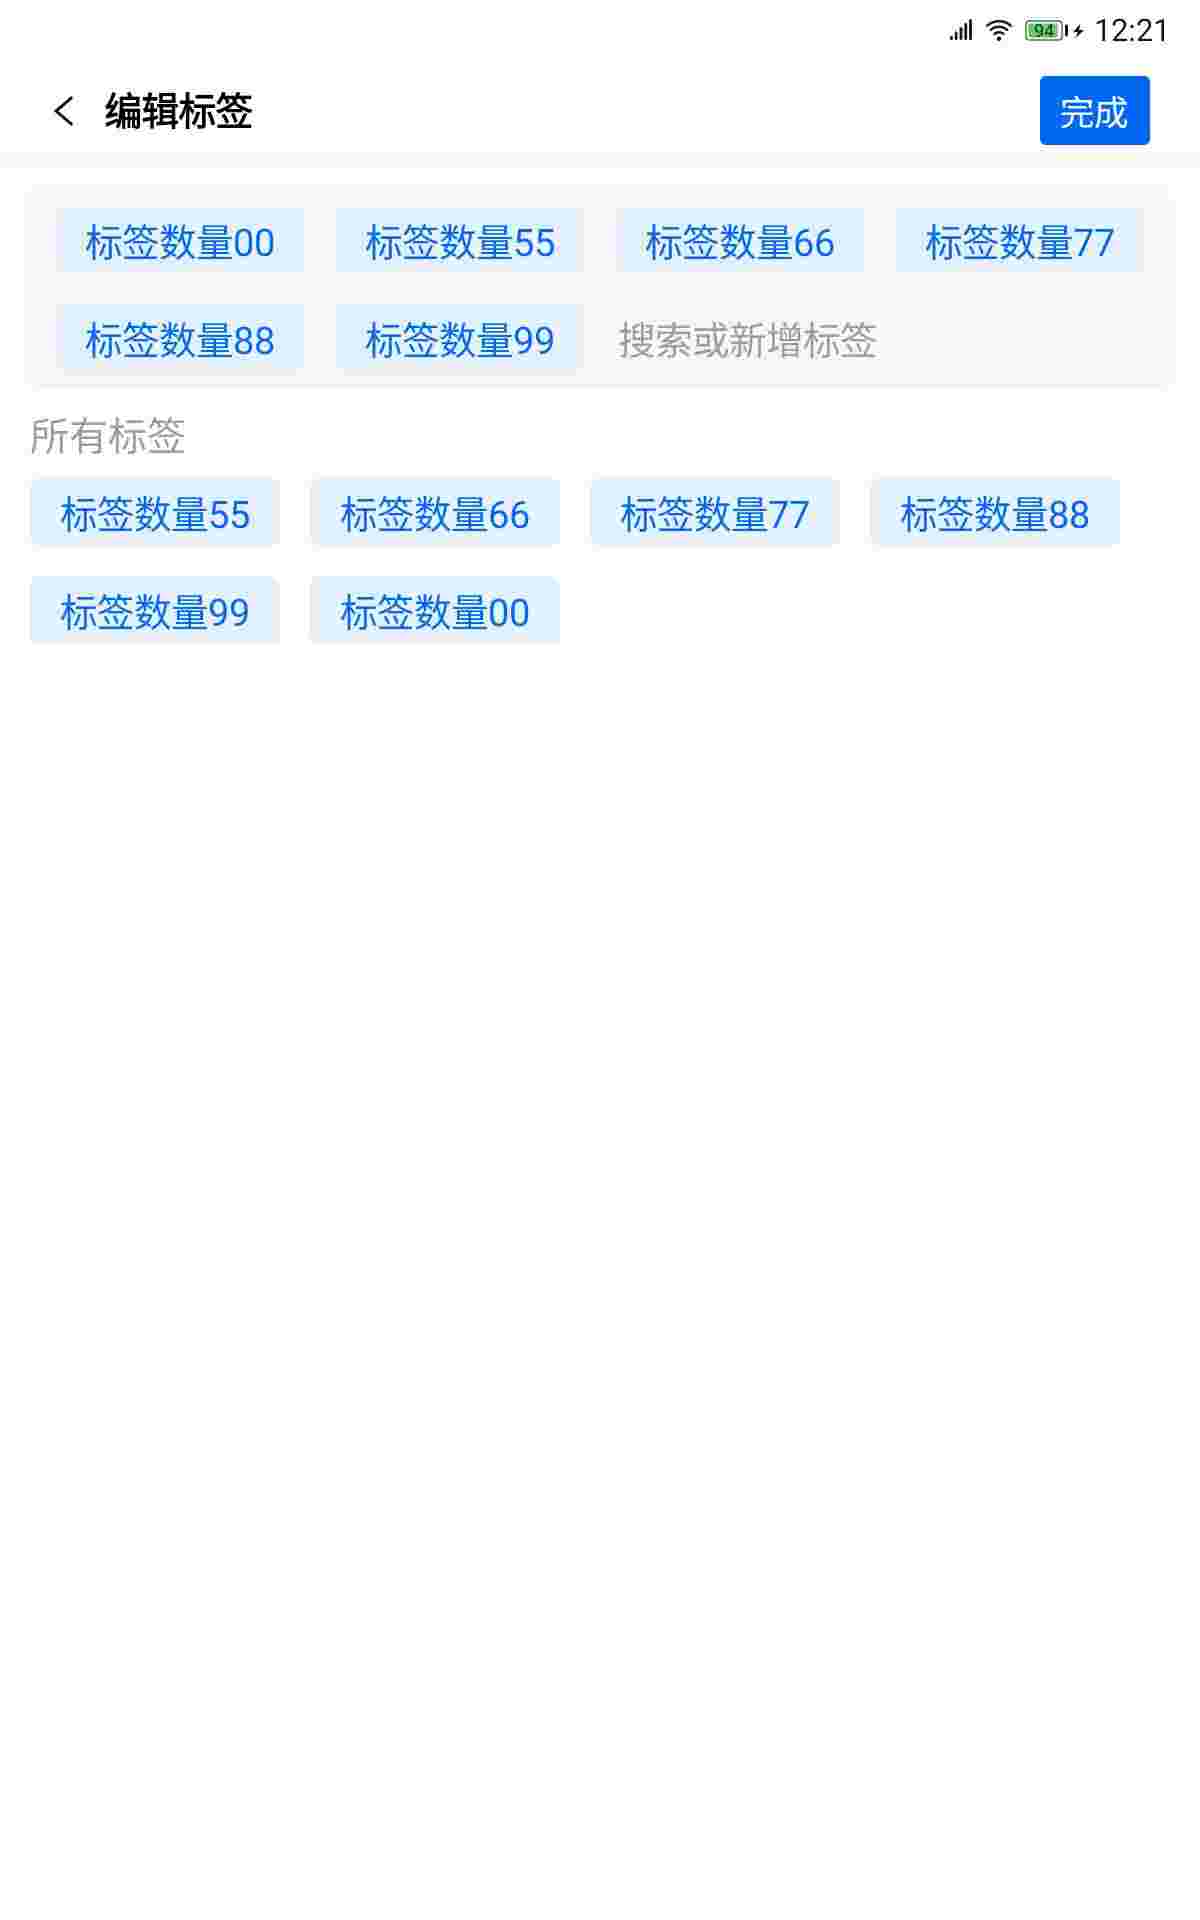 94 12:21
编辑标签 完成
标签数量00 标签数量55 标签数量66 标签数量77
标签数量88 标签数量99 搜索或新增标签
所有标签
标签数量55 标签数量66 标签数量77 标签数量88
标签数量99 标签数量00